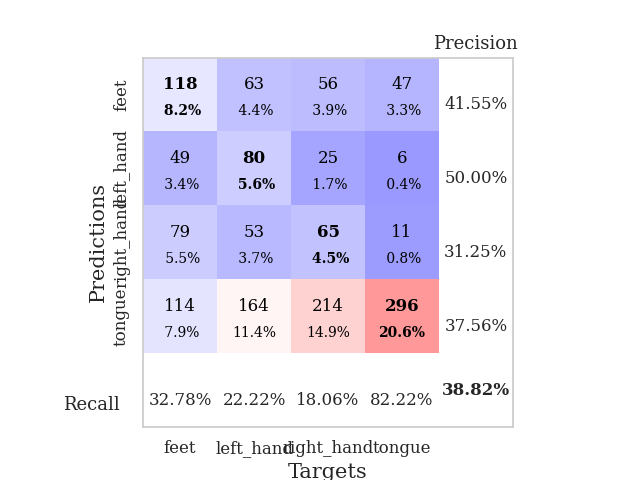 Precision
feet 118 63 56 47
8.2% 4.4% 3.9% 3.3% 41.55%
left_hand 49 80 25 6
3.4% 5.6% 1.7% 0.4% 50.00%
right_hand 79 53 65 11
5.5% 3.7% 4.5% 0.8% 31.25%
tongue 114 164 214 296
7.9% 11.4% 14.9% 20.6% 37.56%
Predictions
Recall 32.78% 22.22% 18.06% 82.22% 38.82%
feet left_hand right_hand tongue
Targets